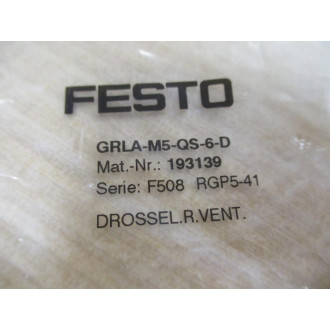 FESTO
GRLA-M5-QS-6-D
Mat.-Nr.: 193139
Serie: F508 RGP5-41
DROSSEL.R.VENT.